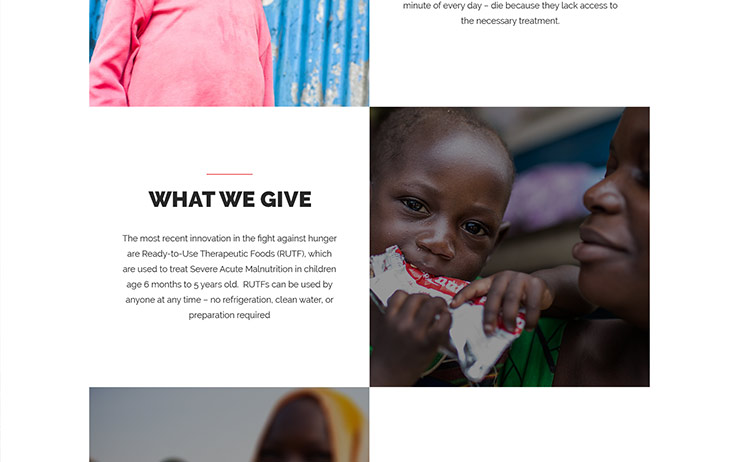 minute of every day – die because they lack access to
the necessary treatment.
WHAT WE GIVE
The most recent innovation in the fight against hunger
are Ready-to-Use Therapeutic Foods (RUTF), which
are used to treat Severe Acute Malnutrition in children
age 6 months to 5 years old.  RUTFs can be used by
anyone at any time – no refrigeration, clean water, or
preparation required